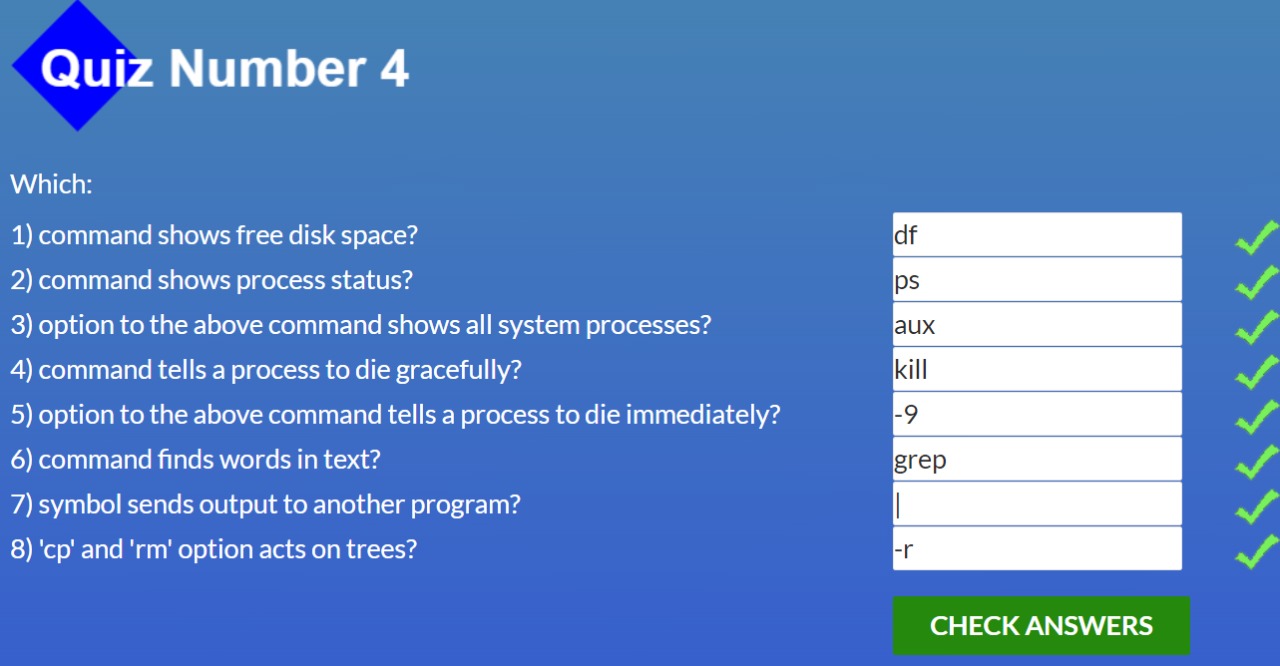 Quiz Number 4
Which:
1) command shows free disk space? df
2) command shows process status? ps
3) option to the above command shows all system processes? aux
4) command tells a process to die gracefully? kill
5) option to the above command tells a process to die immediately? -9
6) command finds words in text? grep
7) symbol sends output to another program? |
8) 'cp' and 'rm' option acts on trees? -r
CHECK ANSWERS